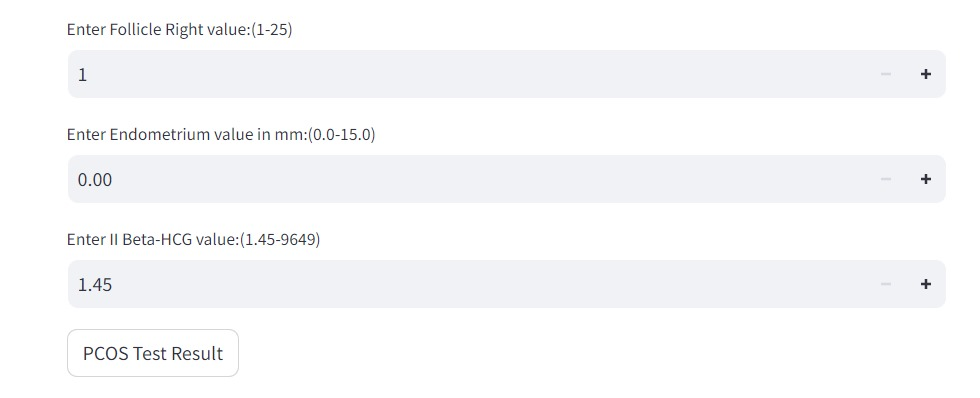 Enter Follicle Right value:(1-25)
1
Enter Endometrium value in mm:(0.0-15.0)
0.00
Enter II Beta-HCG value:(1.45-9649)
1.45
PCOS Test Result